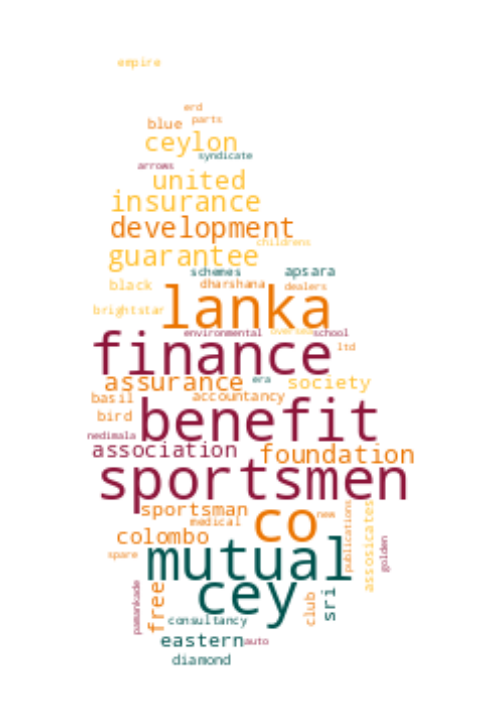 empire
erd
parts
blue
ceylon
syndicate
arrows
united
insurance
development
childrens
guarantee
schemes
apsara
black
dharshana
dealers
brightstar
lanka
environmental
overseas
school
finance
ltd
assurance
era
society
basil
accountancy
bird
benefit
nedimala
association
foundation
sportsmen
sportsman
co
new
medical
colombo
publications
assosicates
golden
spare
mutual
cey
pamankade
free
consultancy
club
sri
eastern
auto
diamond